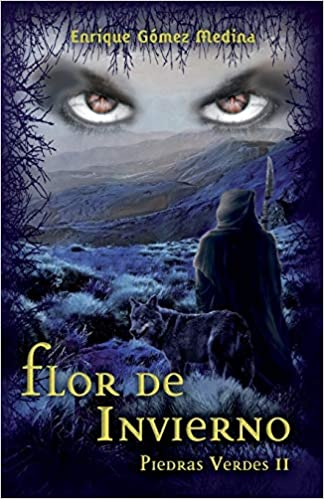 Enrique Gómez Medina
flor de
Invierno
Piedras Verdes II